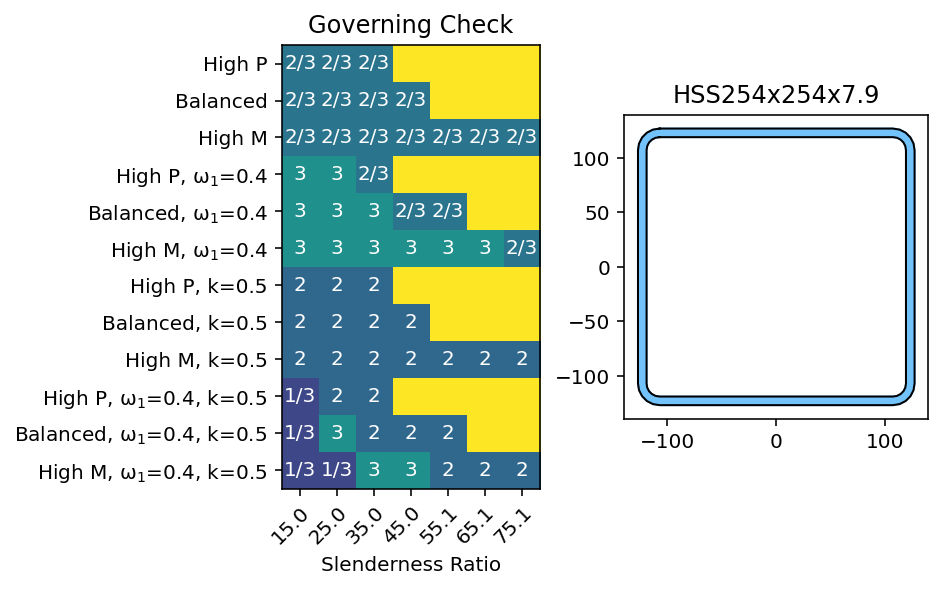 Governing Check
High P 2/3 2/3 2/3
Balanced 2/3 2/3 2/3 2/3
High M 2/3 2/3 2/3 2/3 2/3 2/3 2/3
High P, ω₁=0.4 3 3 2/3
Balanced, ω₁=0.4 3 3 3 2/3 2/3
High M, ω₁=0.4 3 3 3 3 3 3 2/3
High P, k=0.5 2 2 2
Balanced, k=0.5 2 2 2 2
High M, k=0.5 2 2 2 2 2 2 2
High P, ω₁=0.4, k=0.5 1/3 2 2
Balanced, ω₁=0.4, k=0.5 1/3 3 2 2 2
High M, ω₁=0.4, k=0.5 1/3 1/3 3 3 2 2 2
15.0 25.0 35.0 45.0 55.1 65.1 75.1
Slenderness Ratio
HSS254x254x7.9
100
50
0
−50
−100
−100 0 100